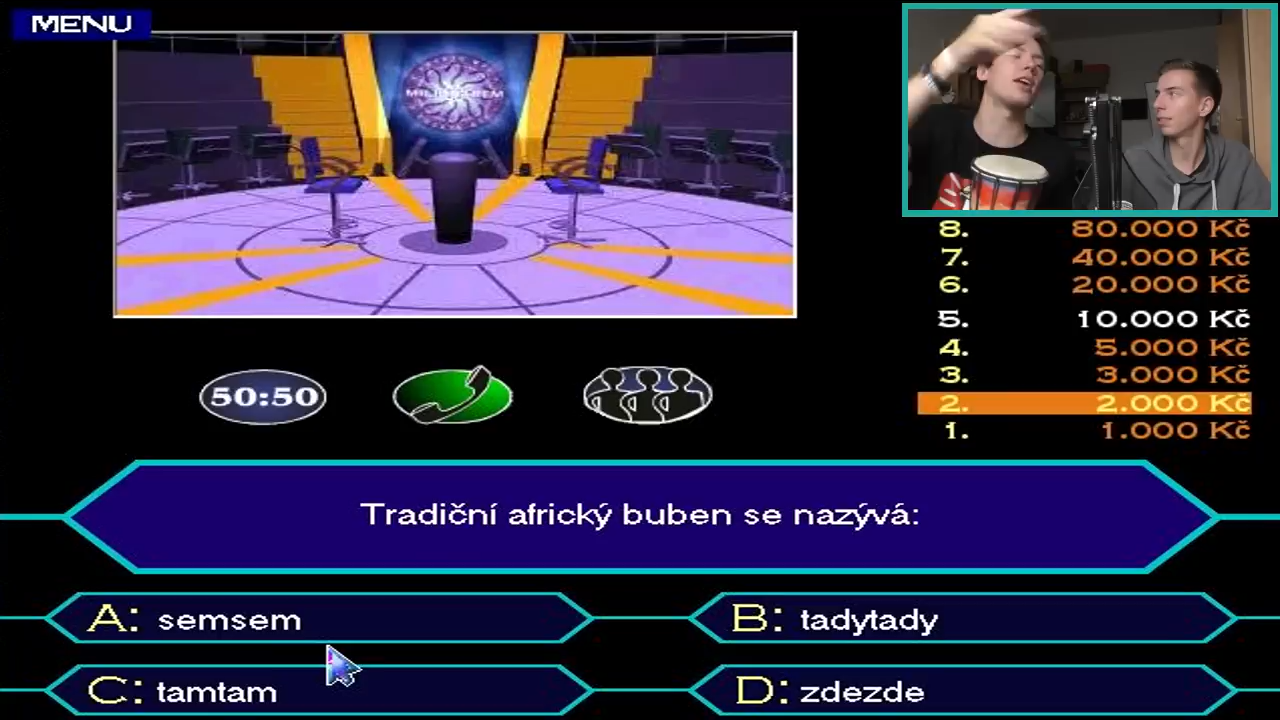 MENU
MILIONÁŘEM
8. 80.000 Kč
7. 40.000 Kč
6. 20.000 Kč
5. 10.000 Kč
4. 5.000 Kč
3. 3.000 Kč
2. 2.000 Kč
1. 1.000 Kč
50:50
Tradiční africký buben se nazývá:
A: semsem
B: tadytady
C: tamtam
D: zdezde